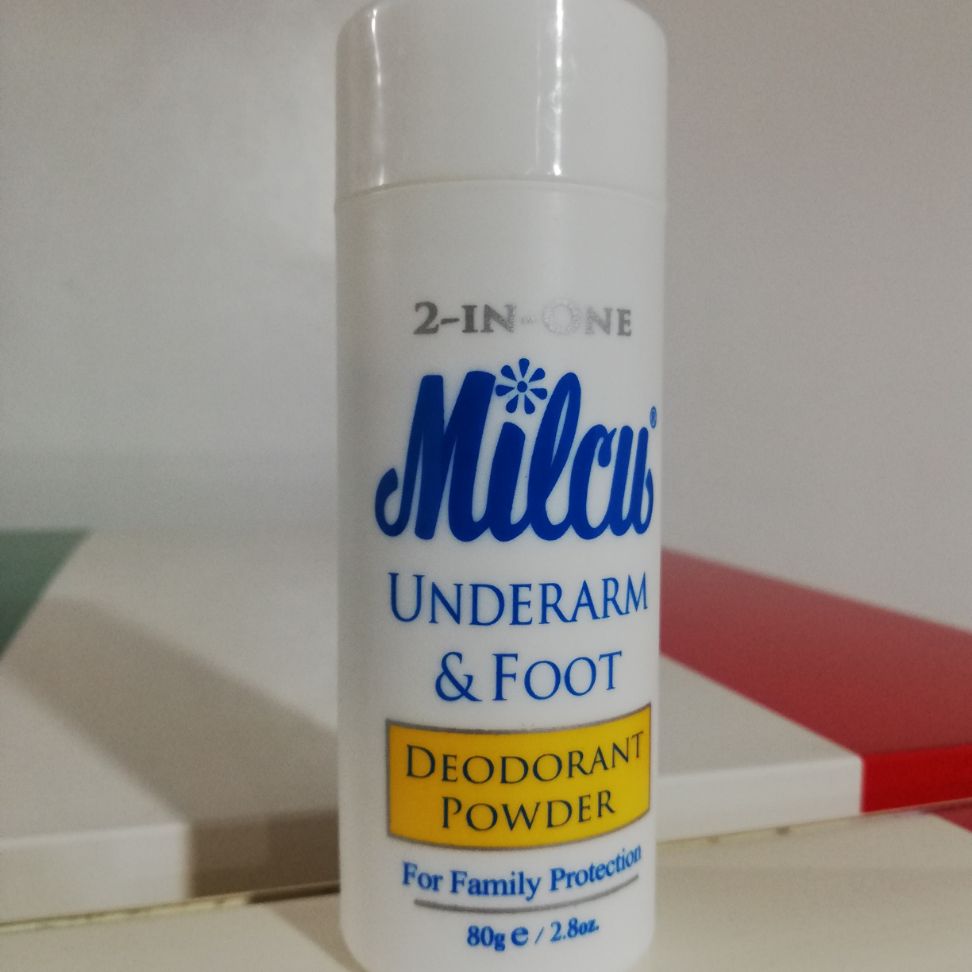 2-IN-ONE
Milcu®
UNDERARM
& FOOT
DEODORANT
POWDER
For Family Protection
80g ℮ / 2.8oz.